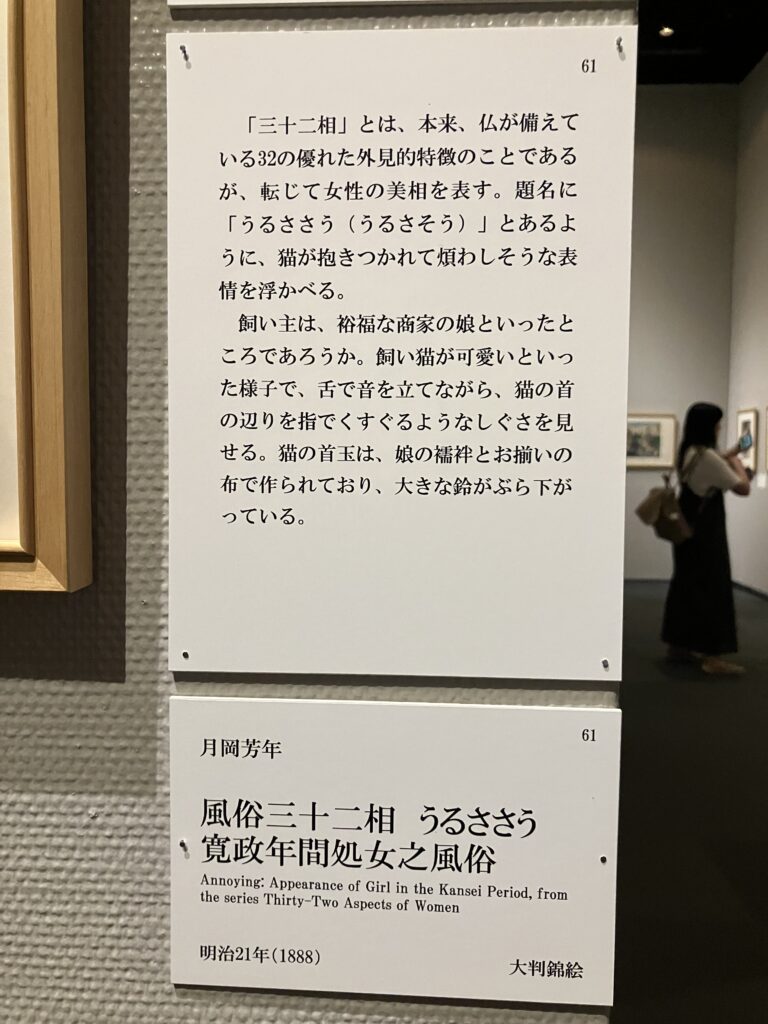 61
「三十二相」とは、本来、仏が備えて
いる32の優れた外見的特徴のことである
が、転じて女性の美相を表す。題名に
「うるささう（うるさそう）」とあるよ
うに、猫が抱きつかれて煩わしそうな表
情を浮かべる。
飼い主は、裕福な商家の娘といったと
ころであろうか。飼い猫が可愛いといっ
た様子で、舌で音を立てながら、猫の首
の辺りを指でくすぐるようなしぐさを見
せる。猫の首玉は、娘の襦袢とお揃いの
布で作られており、大きな鈴がぶら下が
っている。
61
月岡芳年
風俗三十二相　うるささう
寛政年間処女之風俗
Annoying: Appearance of Girl in the Kansei Period, from
the series Thirty-Two Aspects of Women
明治21年（1888）
大判錦絵